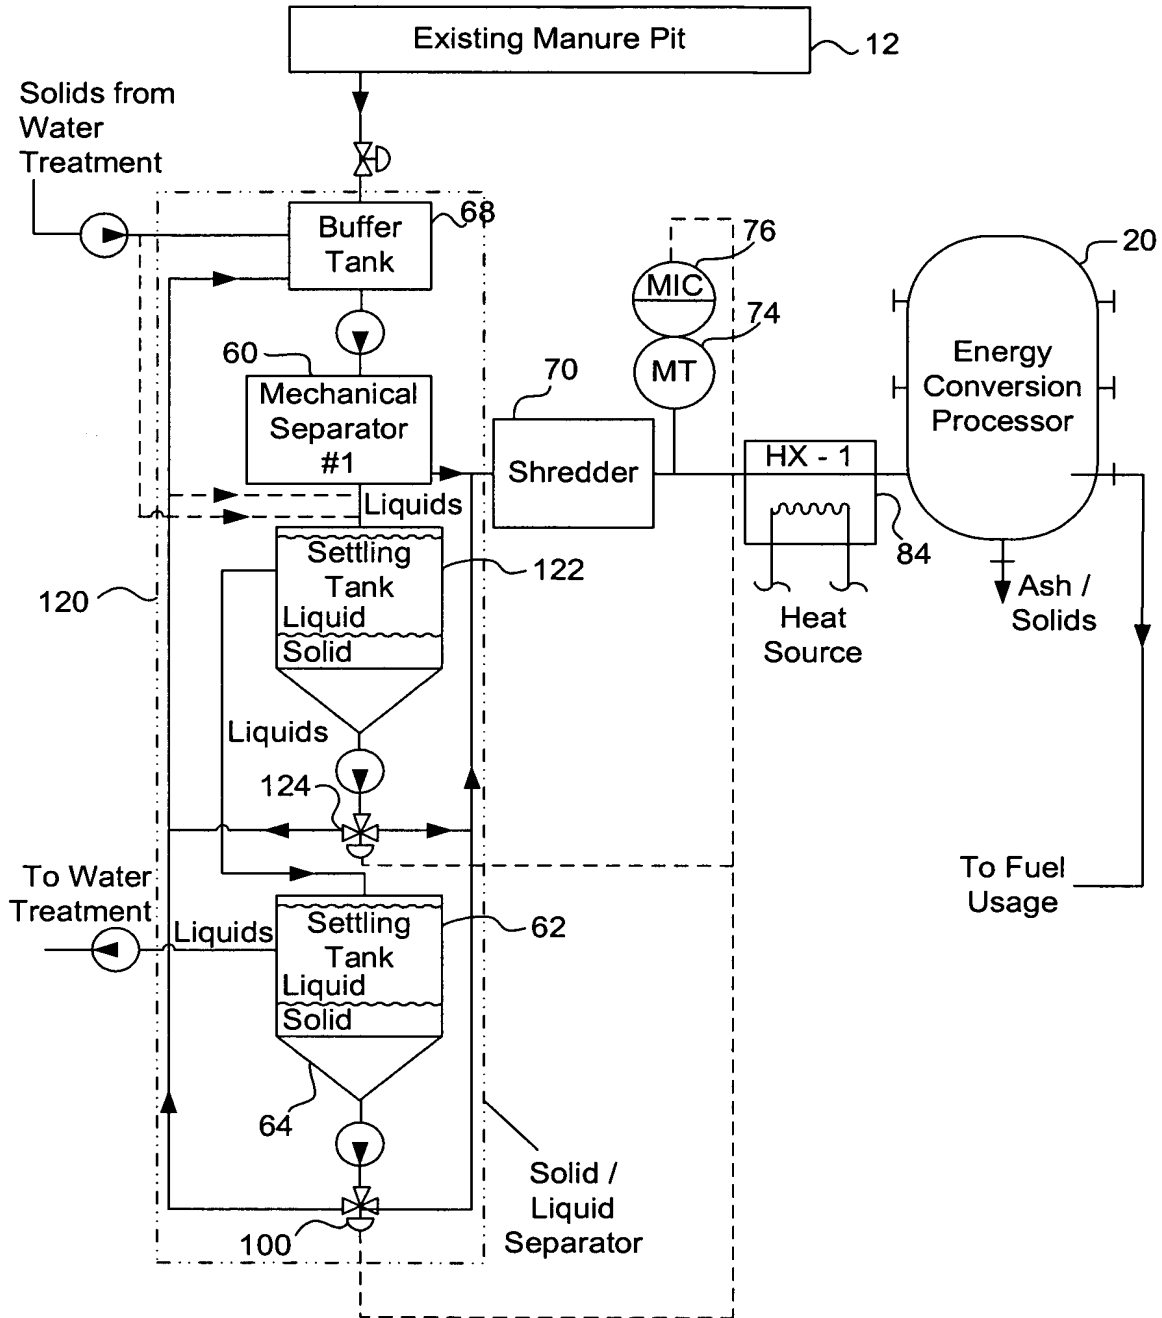 Existing Manure Pit
12
Solids from
Water
Treatment
68
Buffer
Tank
76
MIC
74
MT
20
Energy
Conversion
Processor
60
Mechanical
Separator
#1
70
Shredder
HX - 1
84
Liquids
Settling
Tank
Liquid
Solid
122
120
Heat
Source
Ash /
Solids
Liquids
124
To Water
Treatment
Liquids
Settling
Tank
Liquid
Solid
62
To Fuel
Usage
64
100
Solid /
Liquid
Separator